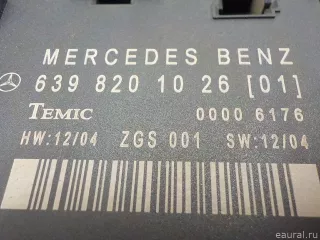 MERCEDES BENZ
639 820 10 26 [01]
TEMIC 0000 6176
HW:12/04 ZGS 001 SW:12/04
© eaural.ru